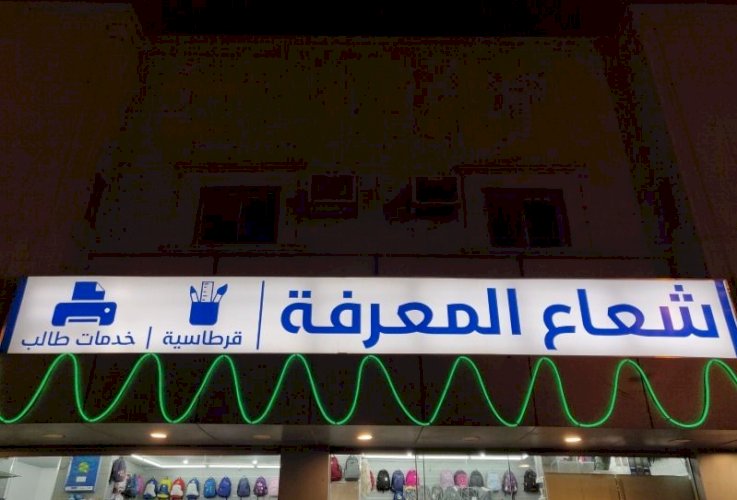 شعاع المعرفة
قرطاسية | خدمات طالب